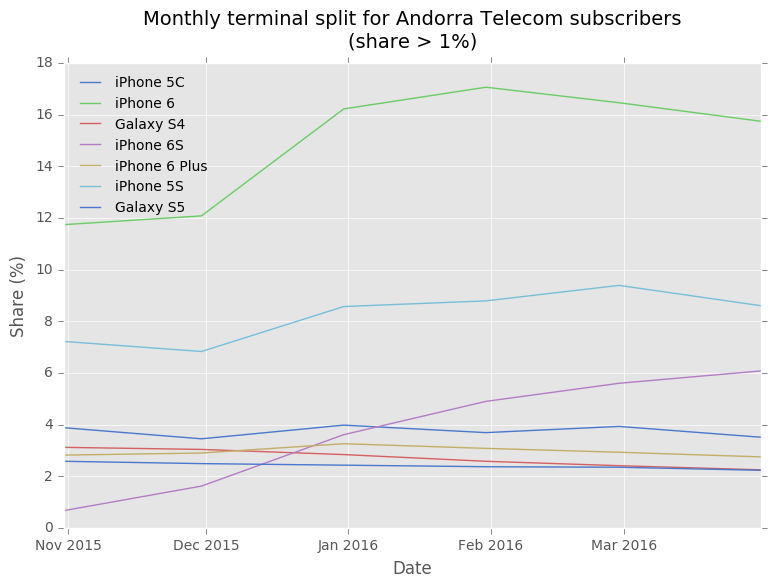 Monthly terminal split for Andorra Telecom subscribers
(share > 1%)
18
16
14
12
10
8
6
4
2
0
Share (%)
iPhone 5C
iPhone 6
Galaxy S4
iPhone 6S
iPhone 6 Plus
iPhone 5S
Galaxy S5
Nov 2015 Dec 2015 Jan 2016 Feb 2016 Mar 2016
Date